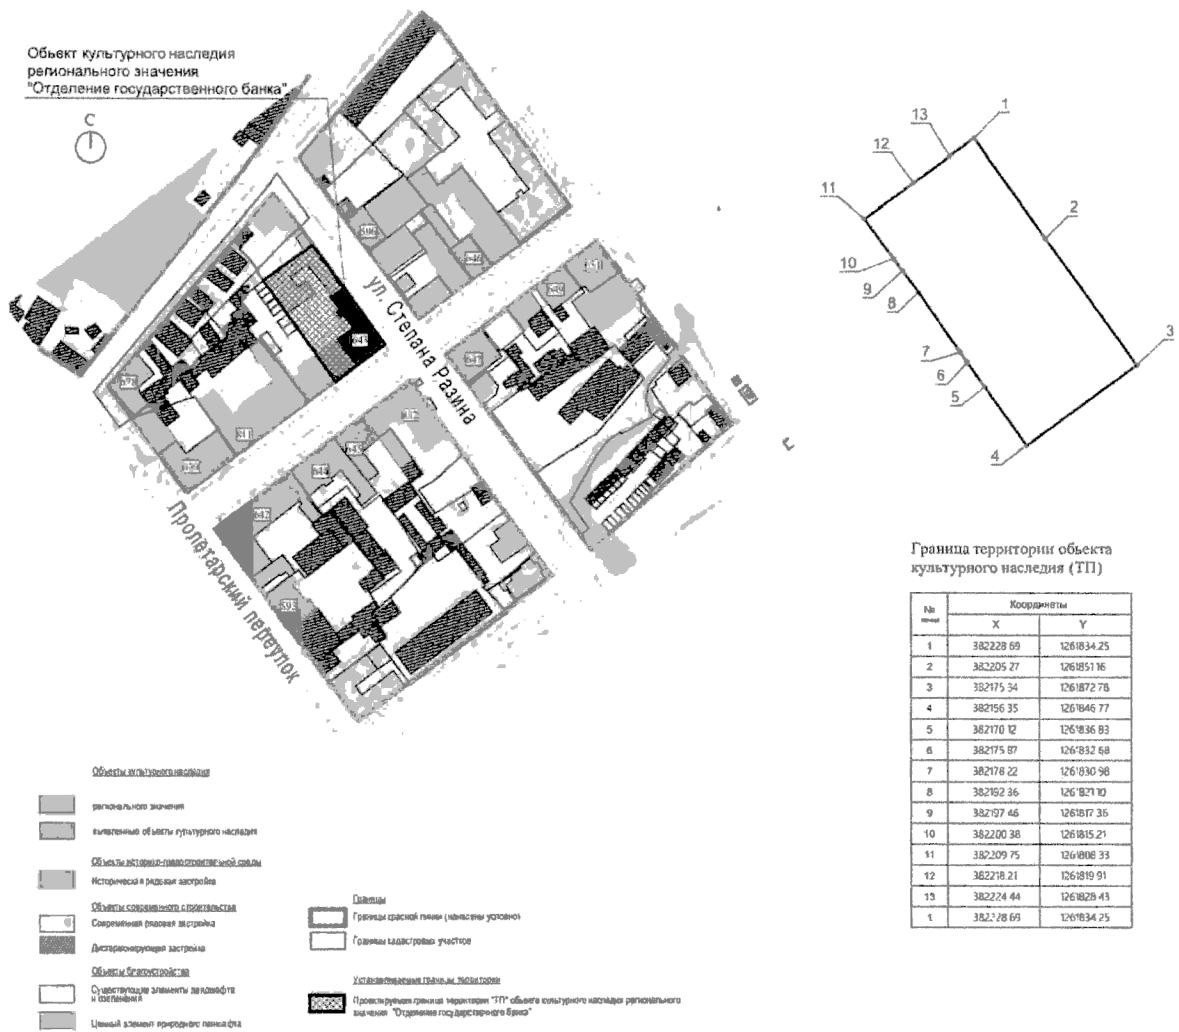 Объект культурного наследия
регионального значения
"Отделение государственного банка"
С
ул. Степана Разина
Пролетарский переулок
1
2
3
4
5
6
7
8
9
10
11
12
13
Граница территории объекта
культурного наследия (ТП)
№ точки Координаты
X Y
1 382228 69 1261834 25
2 382205 27 1261851 16
3 382175 34 1261872 78
4 382156 35 1261846 77
5 382170 12 1261836 83
6 382175 87 1261832 68
7 382178 22 1261830 98
8 382192 36 1261821 10
9 382197 46 1261817 36
10 382200 38 1261815 21
11 382209 75 1261808 33
12 382218 21 1261819 91
13 382224 44 1261828 43
1 382228 69 1261834 25
Объекты культурного наследия
регионального значения
выявленные объекты культурного наследия
Объекты историко-градостроительной среды
Историческая рядовая застройка
Объекты современного строительства
Современная рядовая застройка
Дисгармонирующая застройка
Объекты благоустройства
Существующие элементы ландшафта
и озеленения
Ценный элемент природного ландшафта
Границы
Границы красной линии (нанесены условно)
Границы кадастровых участков
Устанавливаемые границы территории
Проектируемая граница территории "ТП" объекта культурного наследия регионального
значения "Отделение государственного банка"